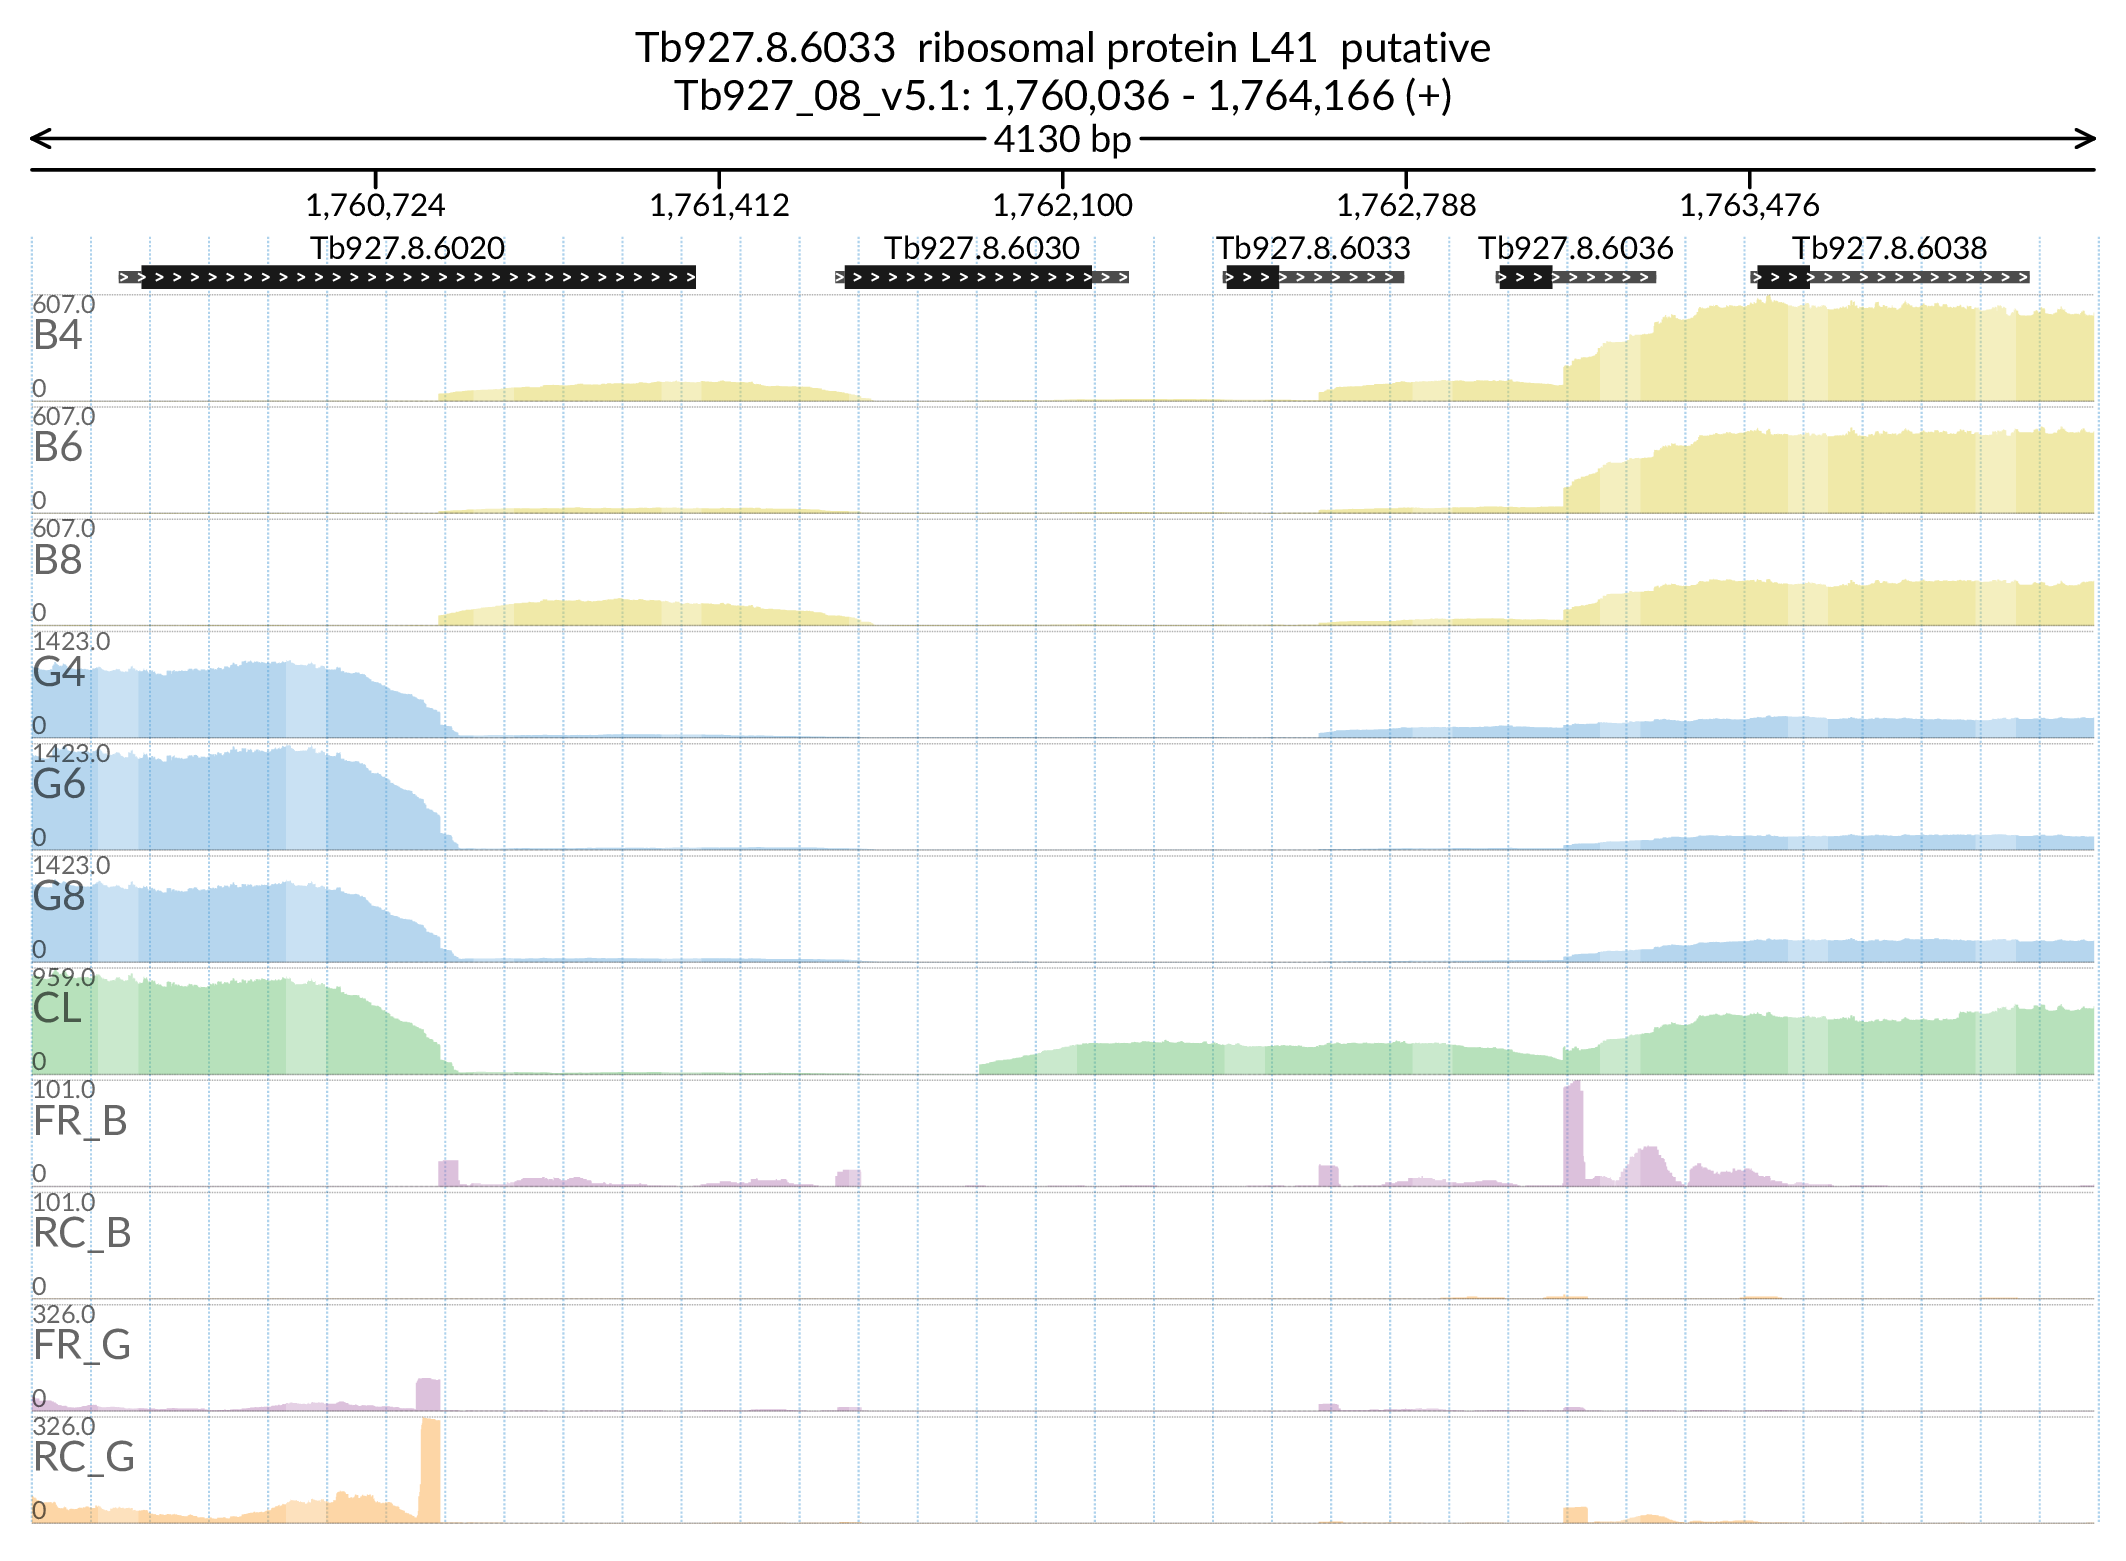 Tb927.8.6033 ribosomal protein L41 putative
Tb927_08_v5.1: 1,760,036 - 1,764,166 (+)
4130 bp
1,760,724 1,761,412 1,762,100 1,762,788 1,763,476
Tb927.8.6020 Tb927.8.6030 Tb927.8.6033 Tb927.8.6036 Tb927.8.6038
607.0
B4
0
607.0
B6
0
607.0
B8
0
1423.0
G4
0
1423.0
G6
0
1423.0
G8
0
959.0
CL
0
101.0
FR_B
0
101.0
RC_B
0
326.0
FR_G
0
326.0
RC_G
0